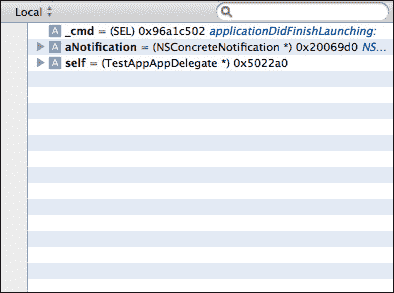 Local
_cmd = (SEL) 0x96a1c502 applicationDidFinishLaunching:
A aNotification = (NSConcreteNotification *) 0x20069d0 NS...
A self = (TestAppAppDelegate *) 0x5022a0